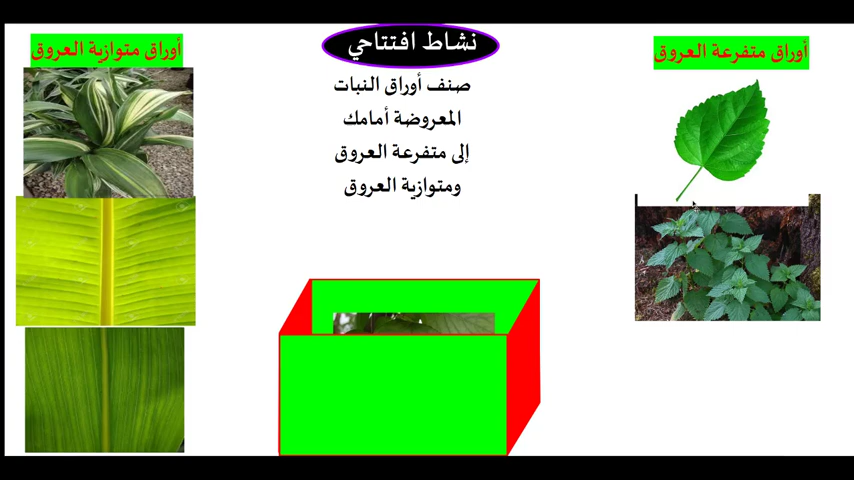 نشاط افتتاحي
أوراق متفرعة العروق
أوراق متوازية العروق
صنف أوراق النبات
المعروضة أمامك
إلى متفرعة العروق
ومتوازية العروق